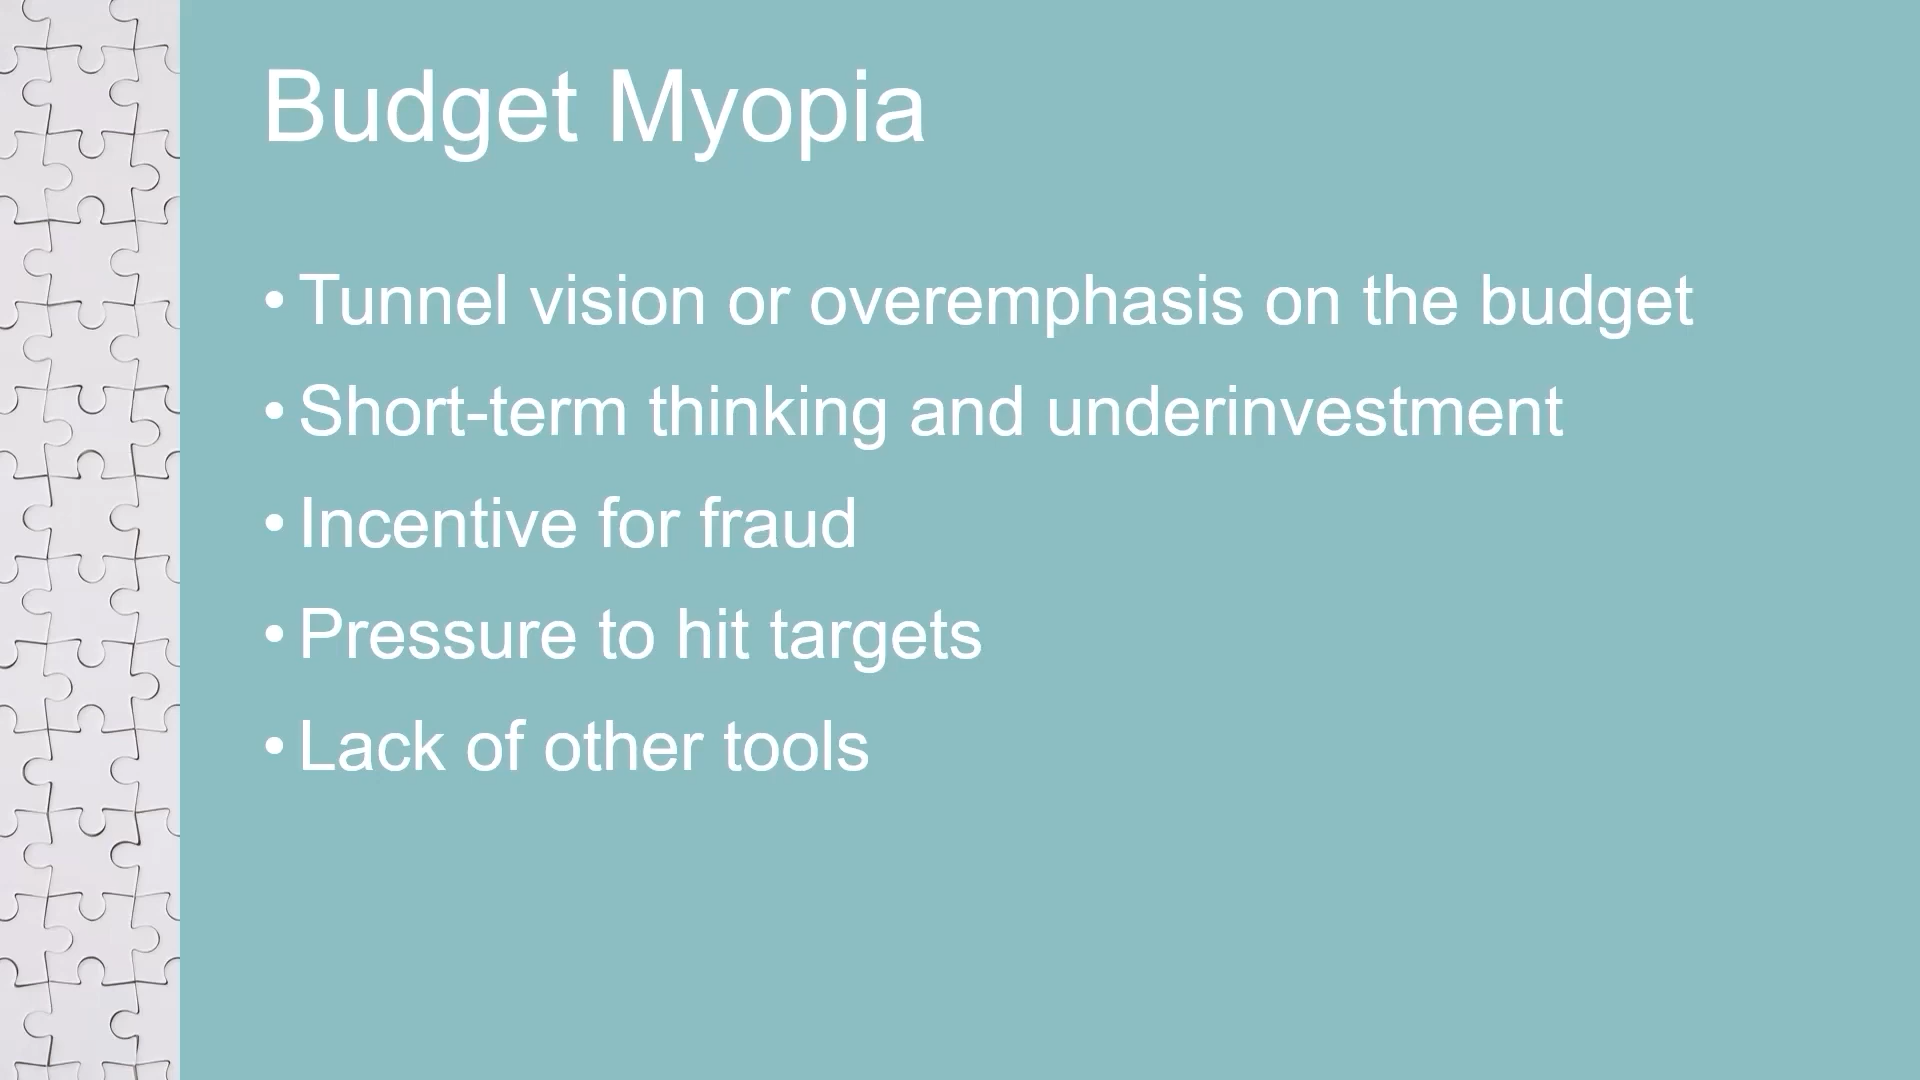 Budget Myopia
• Tunnel vision or overemphasis on the budget
• Short-term thinking and underinvestment
• Incentive for fraud
• Pressure to hit targets
• Lack of other tools